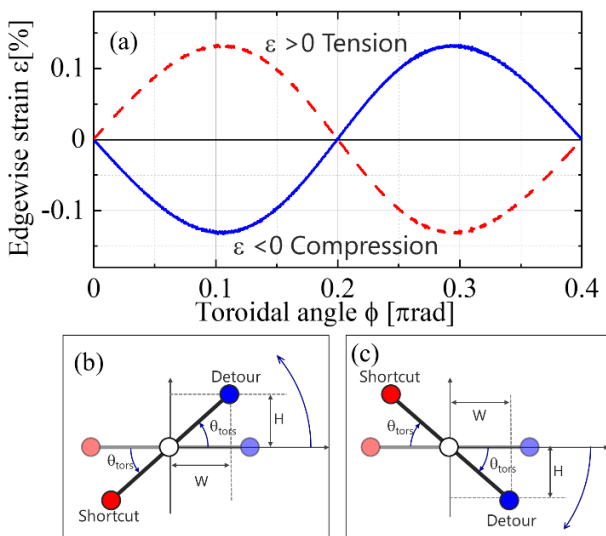 (a)
ε >0 Tension
ε <0 Compression
Edgewise strain ε[%]
0.1
0
-0.1
0 0.1 0.2 0.3 0.4
Toroidal angle ϕ [πrad]
(b)
Detour
θtors
H
θtors
W
Shortcut
(c)
Shortcut
W
θtors
θtors
H
Detour